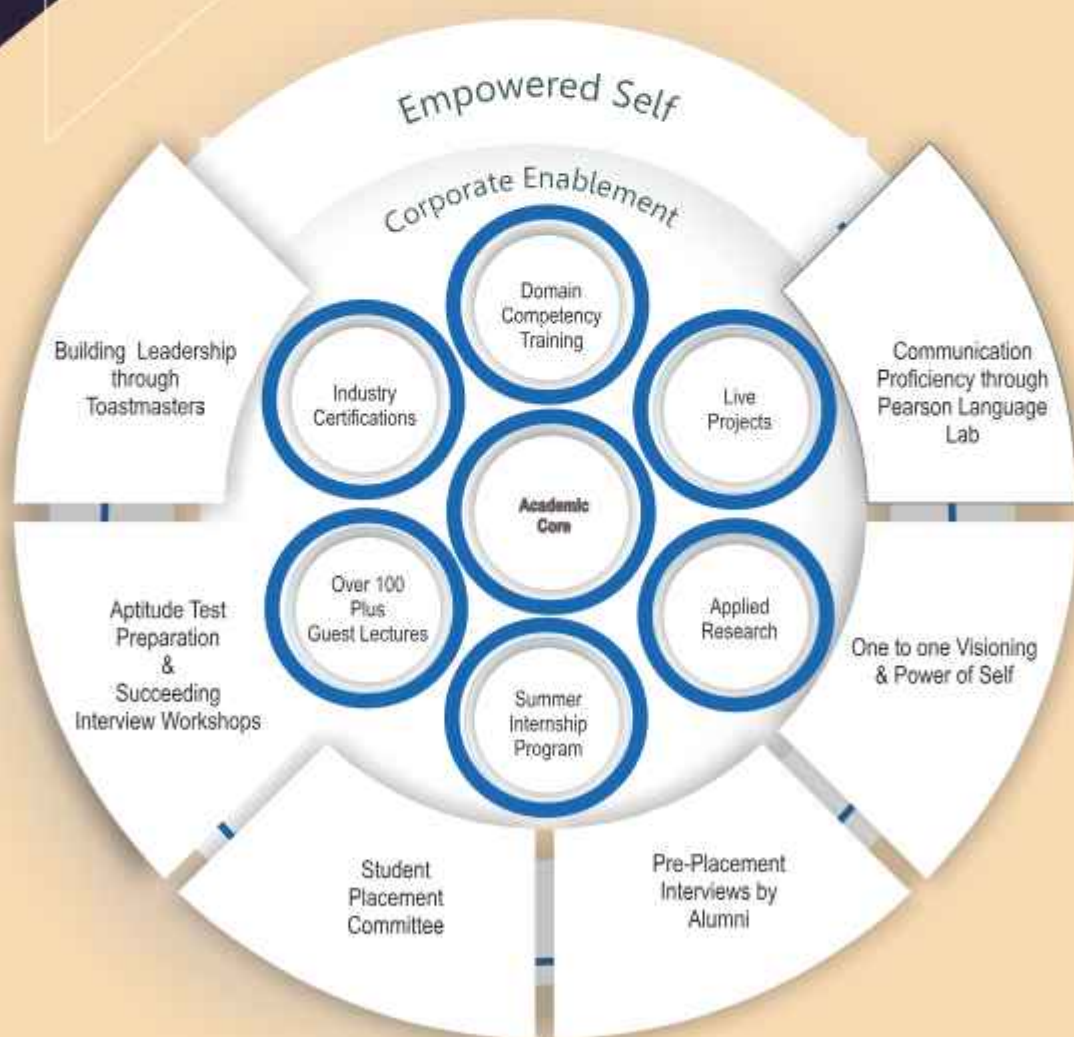 Empowered Self
Corporate Enablement
Domain
Competency
Training
Industry
Certifications
Live
Projects
Building Leadership
through
Toastmasters
Communication
Proficiency through
Pearson Language
Lab
Academic
Core
Over 100
Plus
Guest Lectures
Applied
Research
Aptitude Test
Preparation
&
Succeeding
Interview Workshops
One to one Visioning
& Power of Self
Summer
Internship
Program
Student
Placement
Committee
Pre-Placement
Interviews by
Alumni